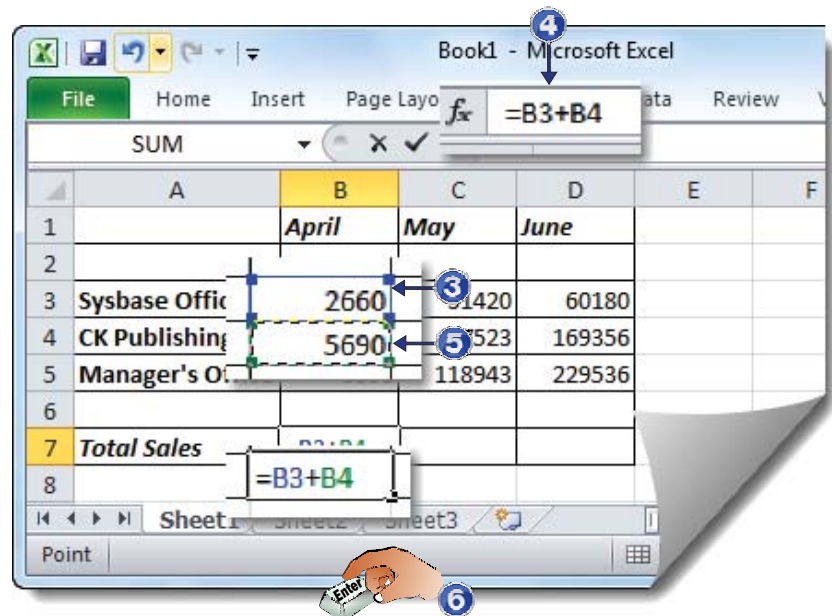 4
Book1 - Microsoft Excel
File Home Insert Page Layo ata Review
fx =B3+B4
SUM
A B C D E F
1 April May June
2
3 Sysbase Offic 2660 3 1420 60180
4 CK Publishing 5690 5 523 169356
5 Manager's O 118943 229536
6
7 Total Sales
8 =B3+B4
Sheet1 Sheet3
Point
Enter 6